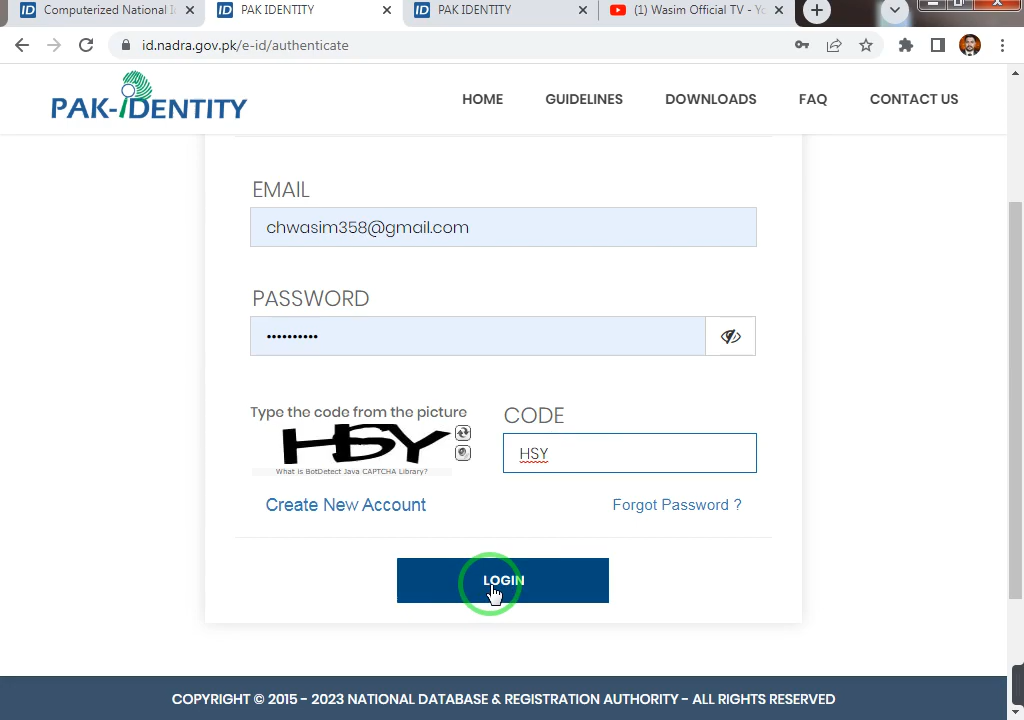 Computerized National I
PAK IDENTITY
PAK IDENTITY
(1) Wasim Official TV - Yo
id.nadra.gov.pk/e-id/authenticate
PAK-iDENTITY
HOME
GUIDELINES
DOWNLOADS
FAQ
CONTACT US
EMAIL
chwasim358@gmail.com
PASSWORD
••••••••••
Type the code from the picture
CODE
HSY
HSY
What is BotDetect Java CAPTCHA Library?
Create New Account
Forgot Password ?
LOGIN
COPYRIGHT © 2015 - 2023 NATIONAL DATABASE & REGISTRATION AUTHORITY - ALL RIGHTS RESERVED